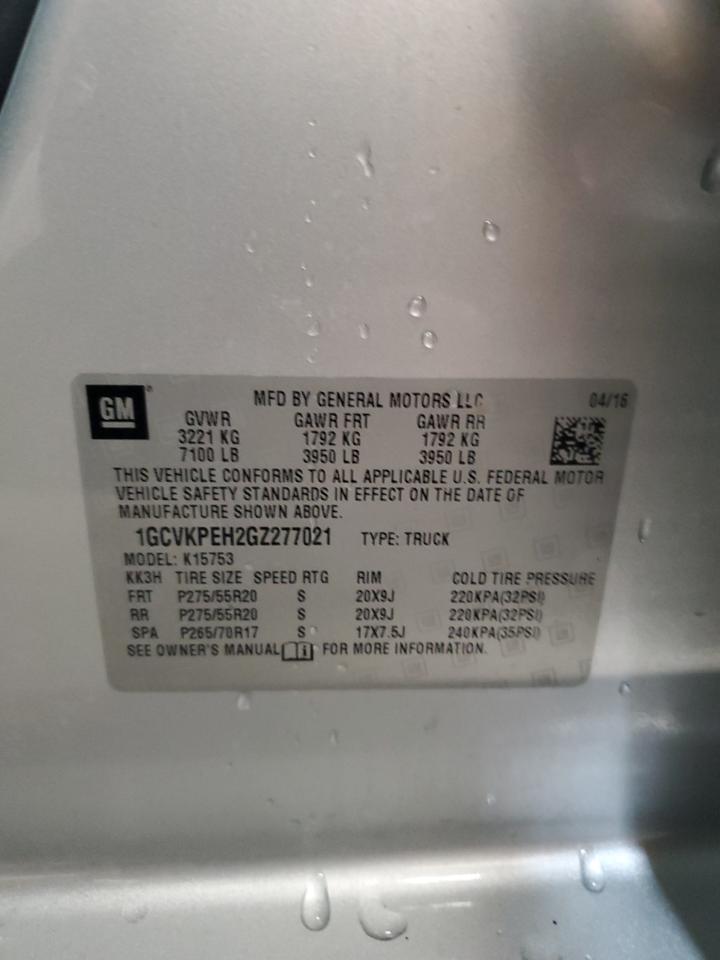 GM
MFD BY GENERAL MOTORS LLC 04/16
GVWR GAWR FRT GAWR RR
3221 KG 1792 KG 1792 KG
7100 LB 3950 LB 3950 LB
THIS VEHICLE CONFORMS TO ALL APPLICABLE U.S. FEDERAL MOTOR
VEHICLE SAFETY STANDARDS IN EFFECT ON THE DATE OF
MANUFACTURE SHOWN ABOVE.
1GCVKPEH2GZ277021 TYPE: TRUCK
MODEL: K15753
KK3H TIRE SIZE SPEED RTG RIM COLD TIRE PRESSURE
FRT P275/55R20 S 20X9J 220KPA(32PSI)
RR P275/55R20 S 20X9J 220KPA(32PSI)
SPA P265/70R17 S 17X7.5J 240KPA(35PSI)
SEE OWNER'S MANUAL FOR MORE INFORMATION.